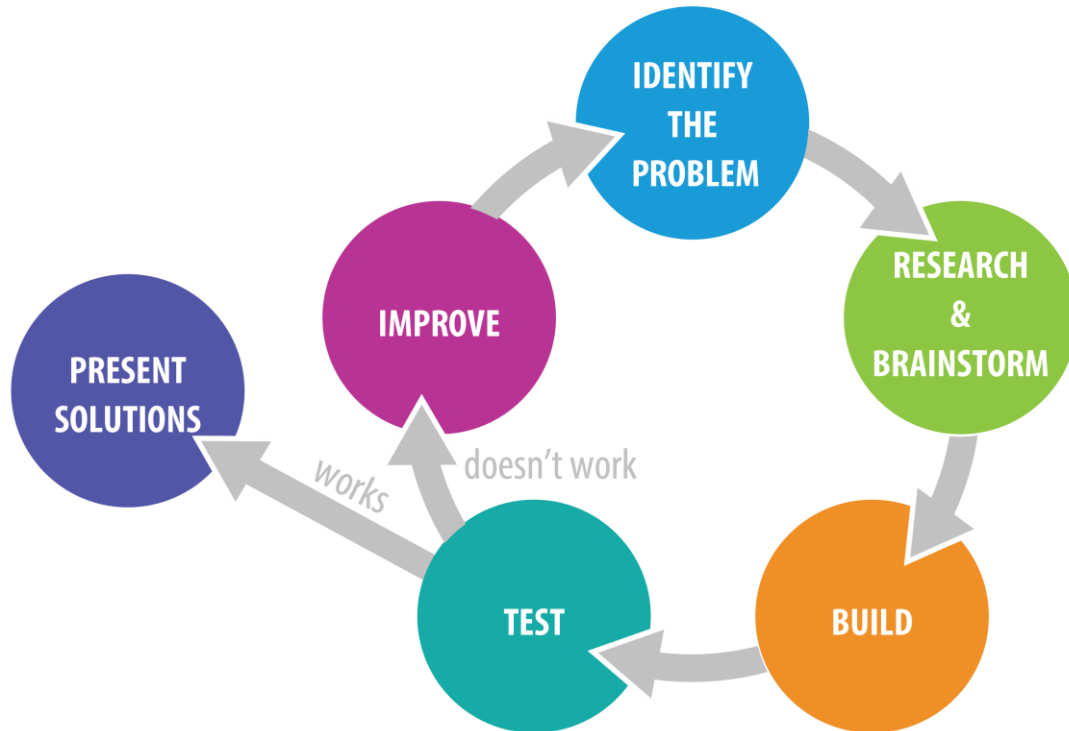 IDENTIFY
THE
PROBLEM
RESEARCH
&
BRAINSTORM
BUILD
TEST
doesn't work
works
IMPROVE
PRESENT
SOLUTIONS